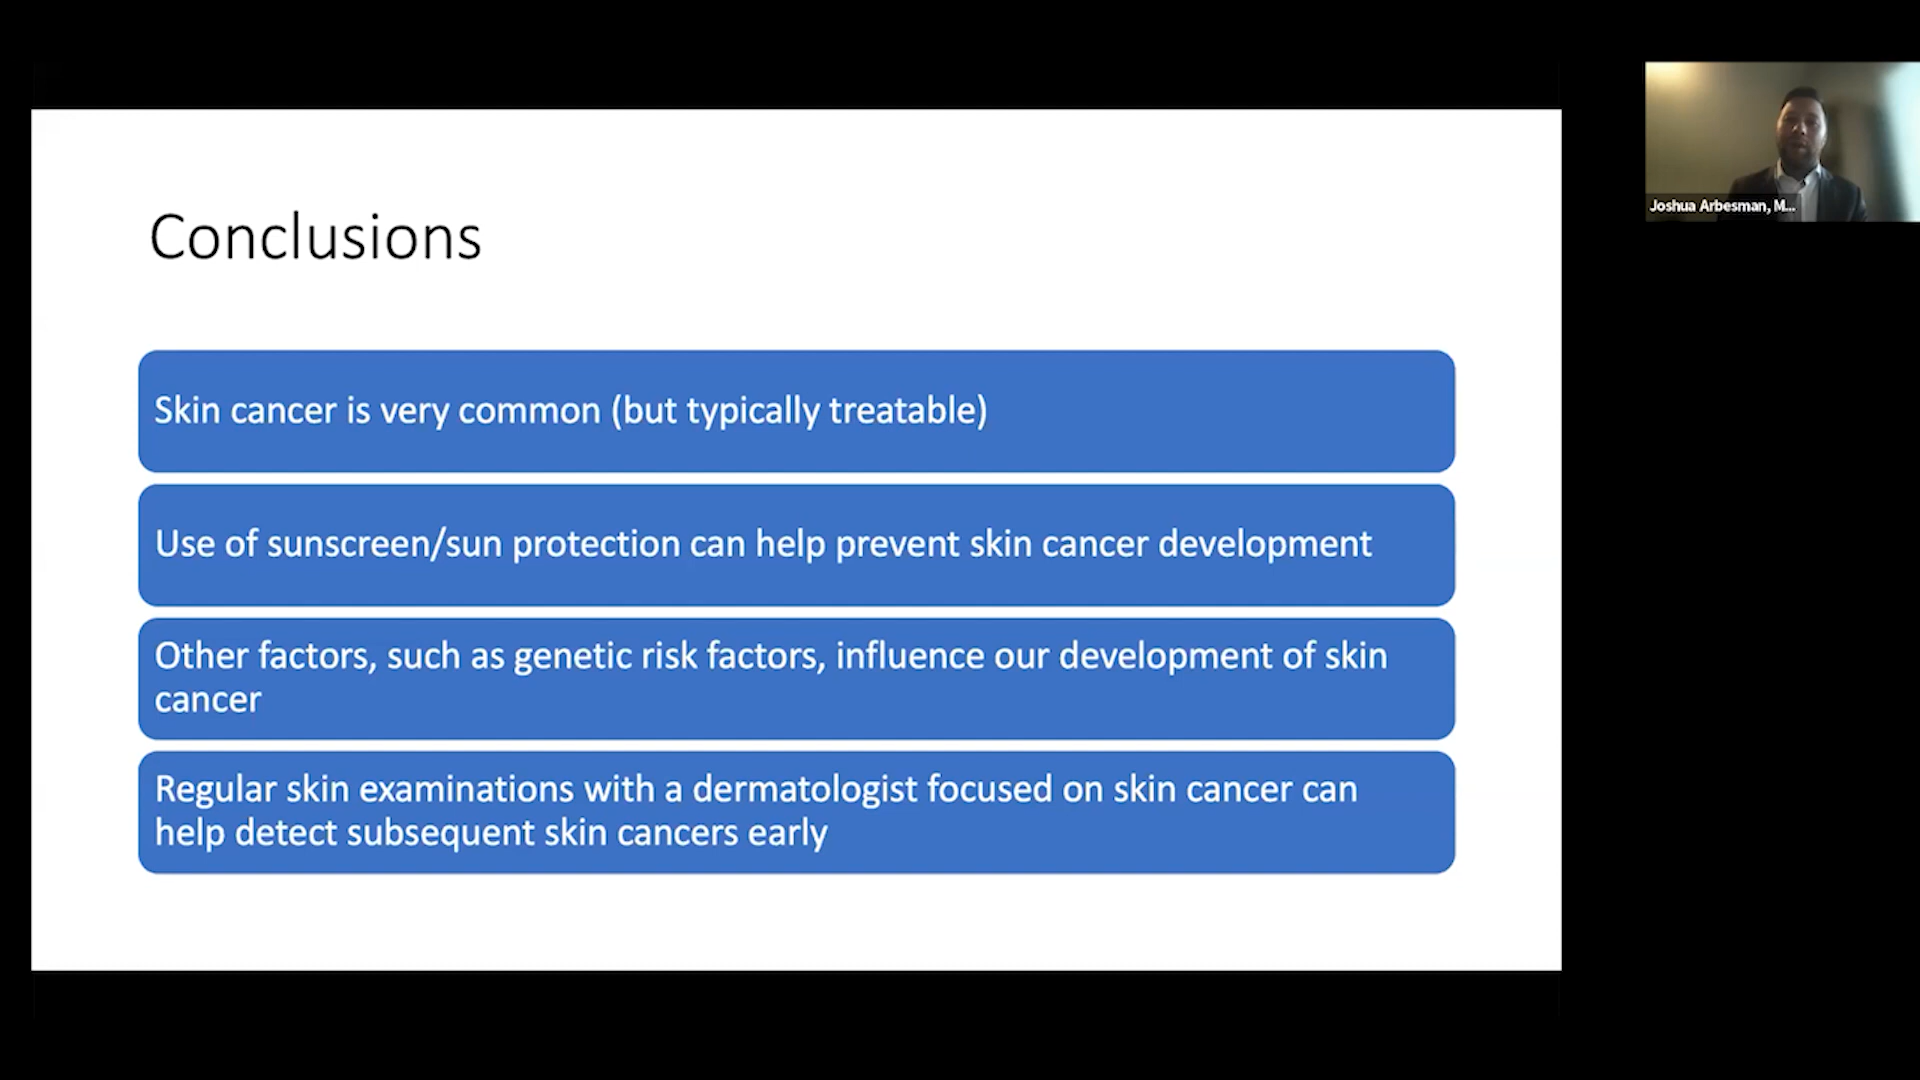 Conclusions
Skin cancer is very common (but typically treatable)
Use of sunscreen/sun protection can help prevent skin cancer development
Other factors, such as genetic risk factors, influence our development of skin
cancer
Regular skin examinations with a dermatologist focused on skin cancer can
help detect subsequent skin cancers early
Joshua Arbesman, M...